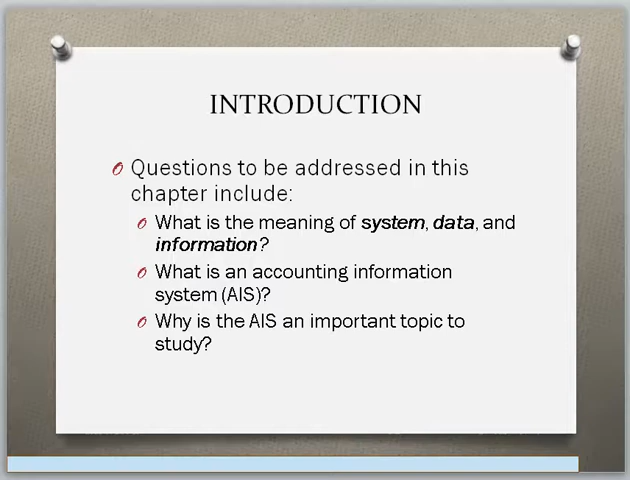 INTRODUCTION
Questions to be addressed in this
chapter include:
What is the meaning of system, data, and
information?
What is an accounting information
system (AIS)?
Why is the AIS an important topic to
study?